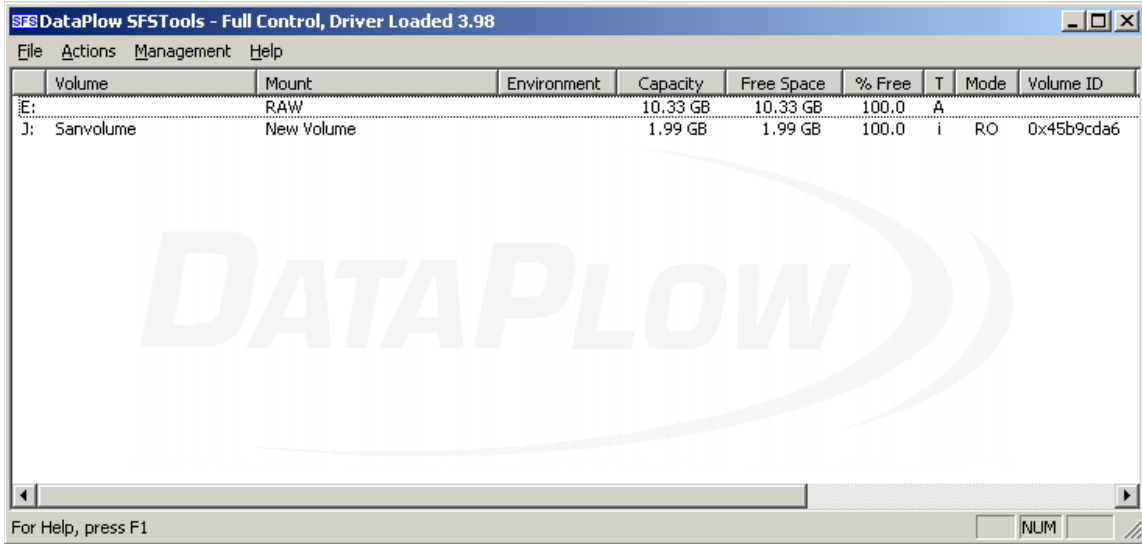 SFS DataPlow SFSTools - Full Control, Driver Loaded 3.98
File Actions Management Help
Volume Mount Environment Capacity Free Space % Free T Mode Volume ID
E: RAW 10.33 GB 10.33 GB 100.0 A
J: Sanvolume New Volume 1.99 GB 1.99 GB 100.0 i RO 0x45b9cda6
DATAPLOW
For Help, press F1 NUM